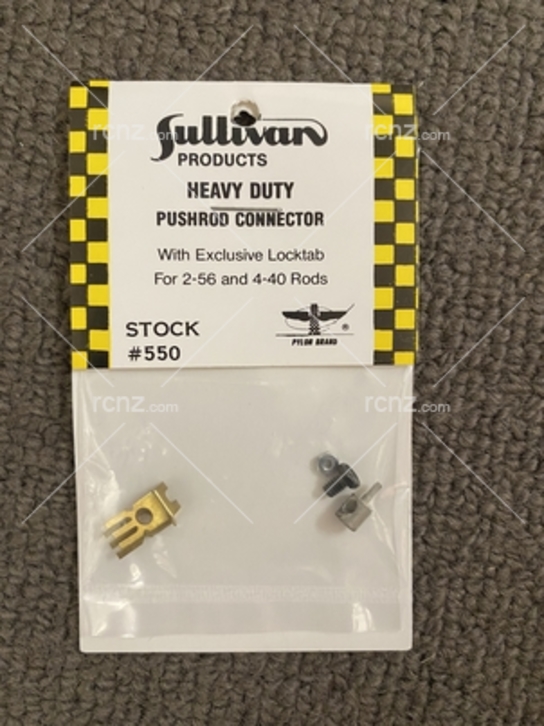 Sullivan
PRODUCTS
HEAVY DUTY
PUSHROD CONNECTOR
With Exclusive Locktab
For 2-56 and 4-40 Rods
STOCK
#550
PYLON BRAND
®
rcnz.com
rcnz.com
rcnz.com
rcnz.com